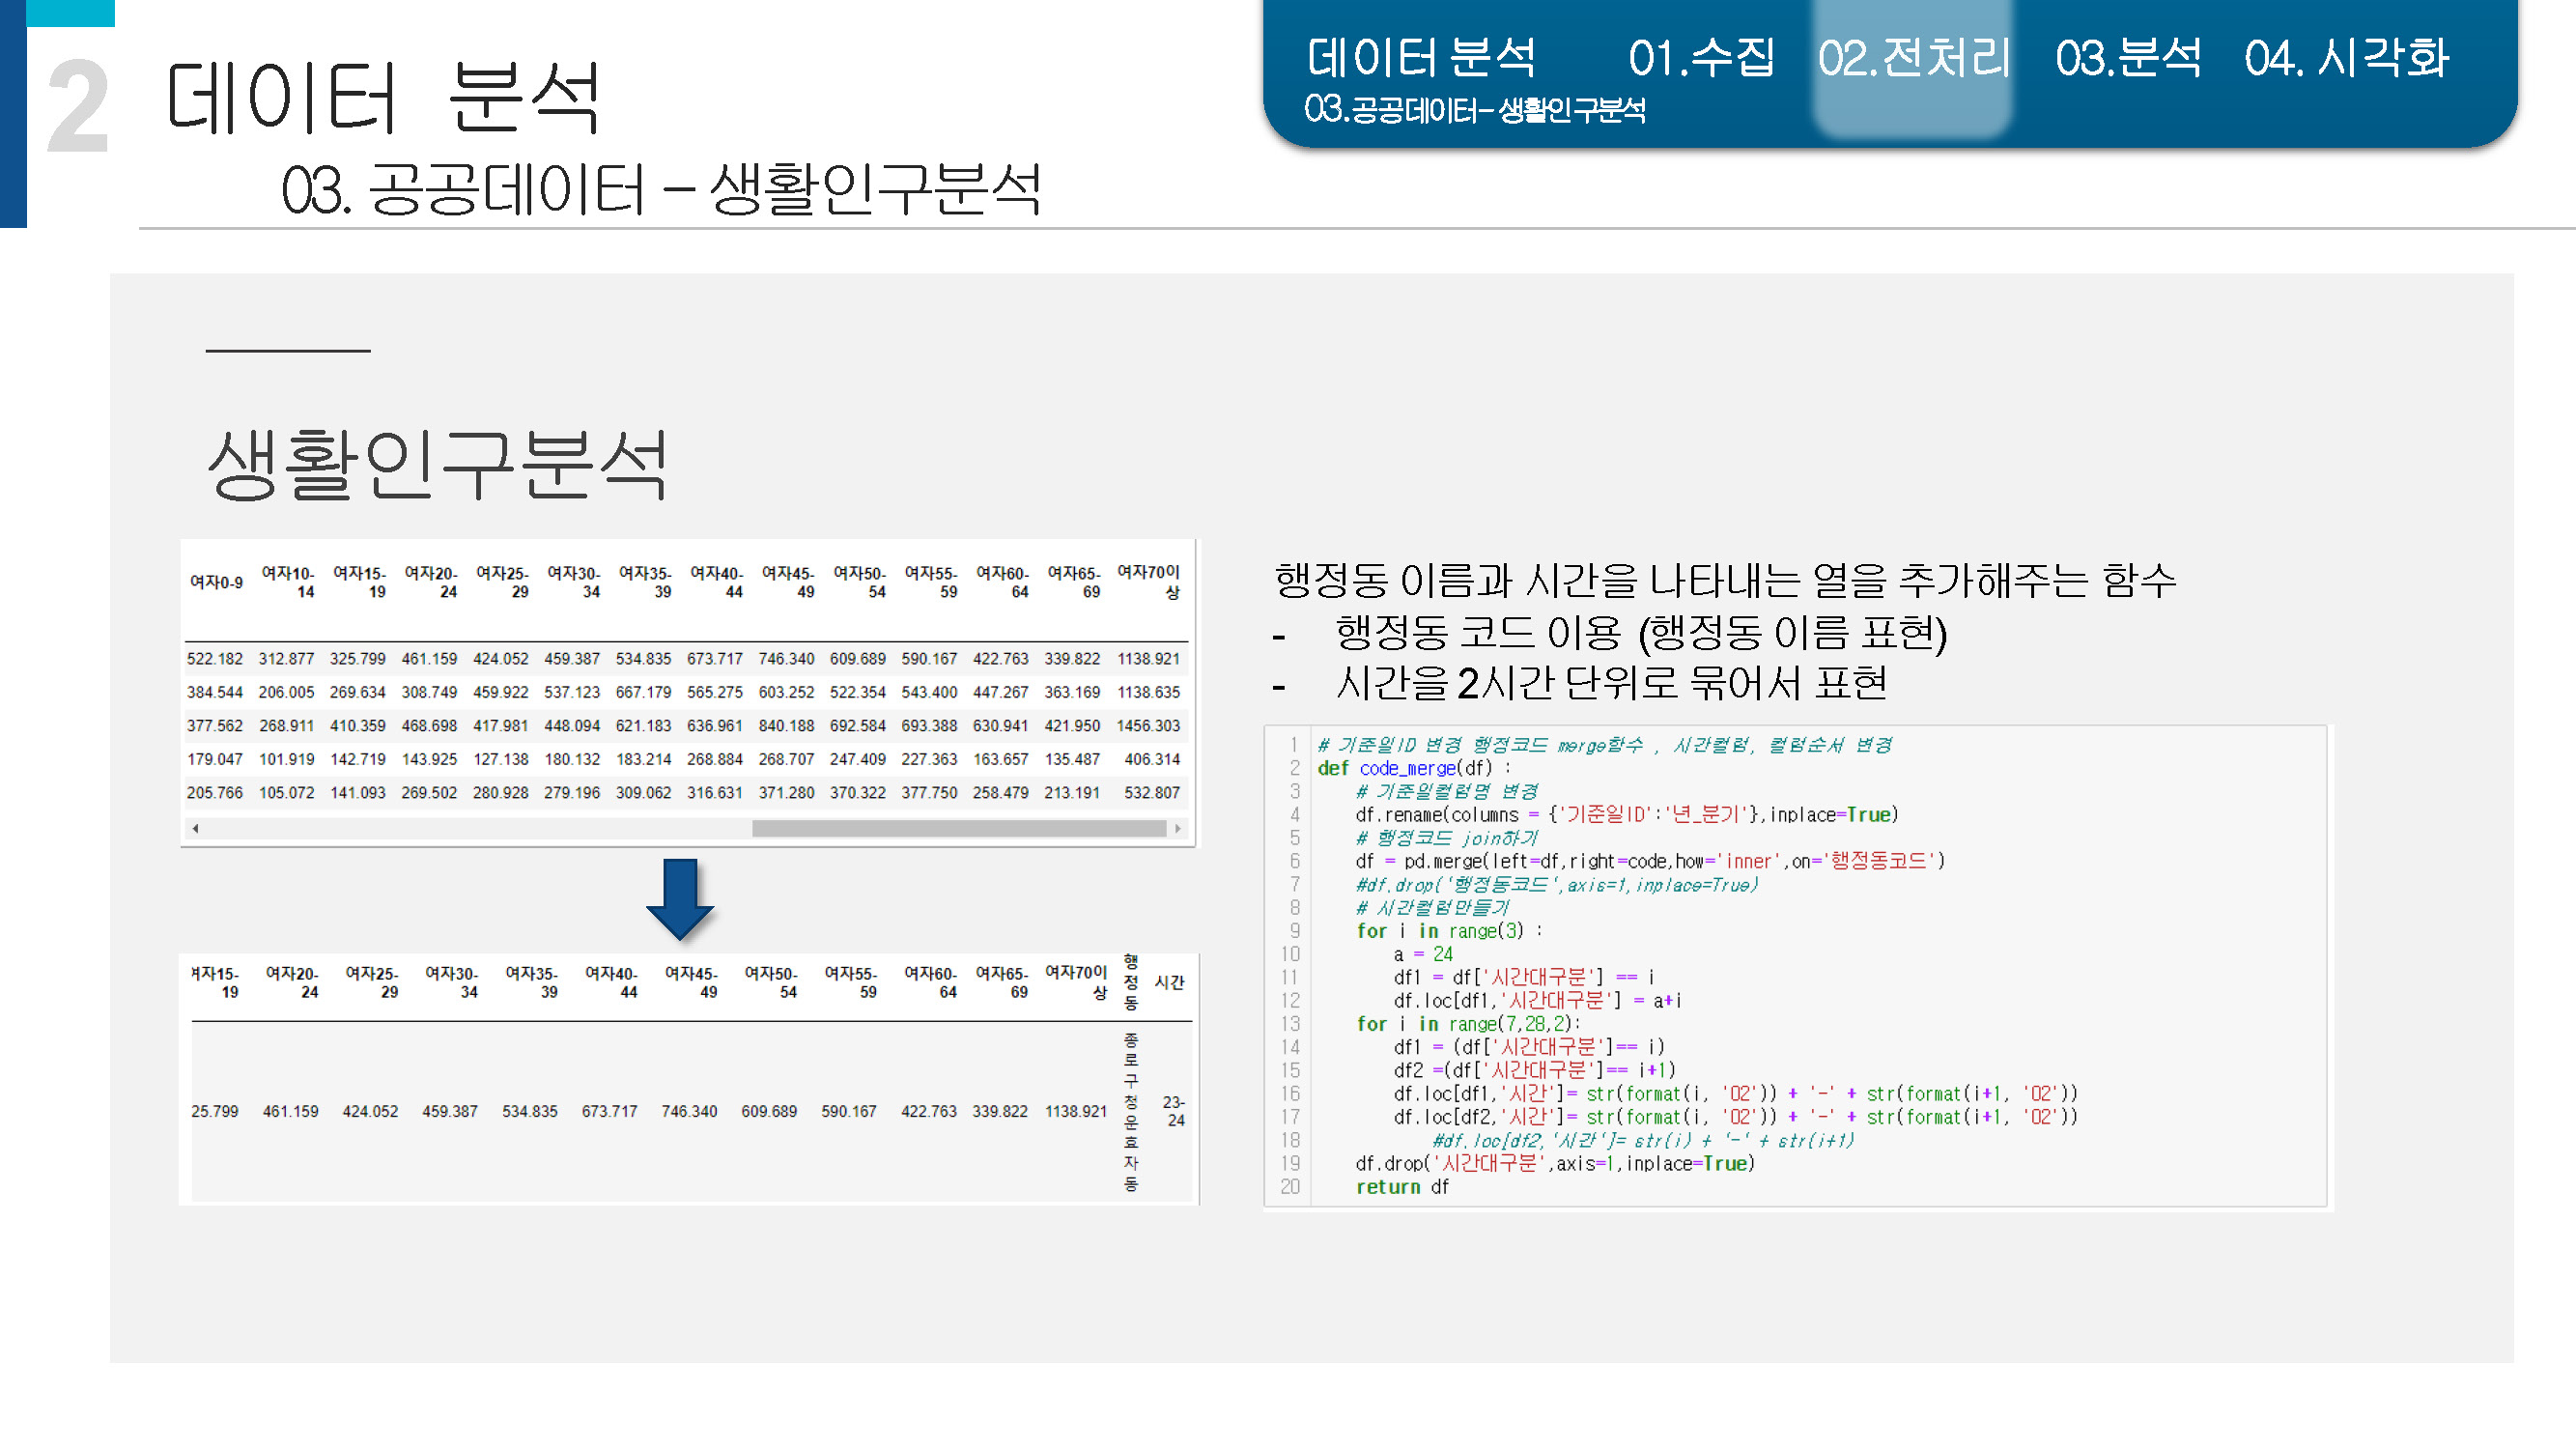 2
데이터 분석
03. 공공데이터 – 생활인구분석
데이터 분석 01.수집 02.전처리 03.분석 04. 시각화
03.공공데이터– 생활인구분석
생활인구분석
여자0-9 여자10-14 여자15-19 여자20-24 여자25-29 여자30-34 여자35-39 여자40-44 여자45-49 여자50-54 여자55-59 여자60-64 여자65-69 여자70이상
522.182 312.877 325.799 461.159 424.052 459.387 534.835 673.717 746.340 609.689 590.167 422.763 339.822 1138.921
384.544 206.005 269.634 308.749 459.922 537.123 667.179 565.275 603.252 522.354 543.400 447.267 363.169 1138.635
377.562 268.911 410.359 468.698 417.981 448.094 621.183 636.961 840.188 692.584 693.388 630.941 421.950 1456.303
179.047 101.919 142.719 143.925 127.138 180.132 183.214 268.884 268.707 247.409 227.363 163.657 135.487 406.314
205.766 105.072 141.093 269.502 280.928 279.196 309.062 316.631 371.280 370.322 377.750 258.479 213.191 532.807
여자15-19 여자20-24 여자25-29 여자30-34 여자35-39 여자40-44 여자45-49 여자50-54 여자55-59 여자60-64 여자65-69 여자70이상 행정동 시간
25.799 461.159 424.052 459.387 534.835 673.717 746.340 609.689 590.167 422.763 339.822 1138.921 종로구청운효자동 23-24
행정동 이름과 시간을 나타내는 열을 추가해주는 함수
- 행정동 코드 이용 (행정동 이름 표현)
- 시간을 2시간 단위로 묶어서 표현
1 # 기준일ID 변경 행정코드 merge함수 , 시간컬럼, 컬럼순서 변경
2 def code_merge(df) :
3 # 기준일컬럼명 변경
4 df.rename(columns = {'기준일ID':'년_분기'},inplace=True)
5 # 행정코드 join하기
6 df = pd.merge(left=df,right=code,how='inner',on='행정동코드')
7 #df.drop('행정동코드',axis=1,inplace=True)
8 # 시간컬럼만들기
9 for i in range(3) :
10 a = 24
11 df1 = df['시간대구분'] == i
12 df.loc[df1,'시간대구분'] = a+i
13 for i in range(7,28,2):
14 df1 = (df['시간대구분']== i)
15 df2 =(df['시간대구분']== i+1)
16 df.loc[df1,'시간']= str(format(i, '02')) + '-' + str(format(i+1, '02'))
17 df.loc[df2,'시간']= str(format(i, '02')) + '-' + str(format(i+1, '02'))
18 #df.loc[df2,'시간']= str(i) + '-' + str(i+1)
19 df.drop('시간대구분',axis=1,inplace=True)
20 return df